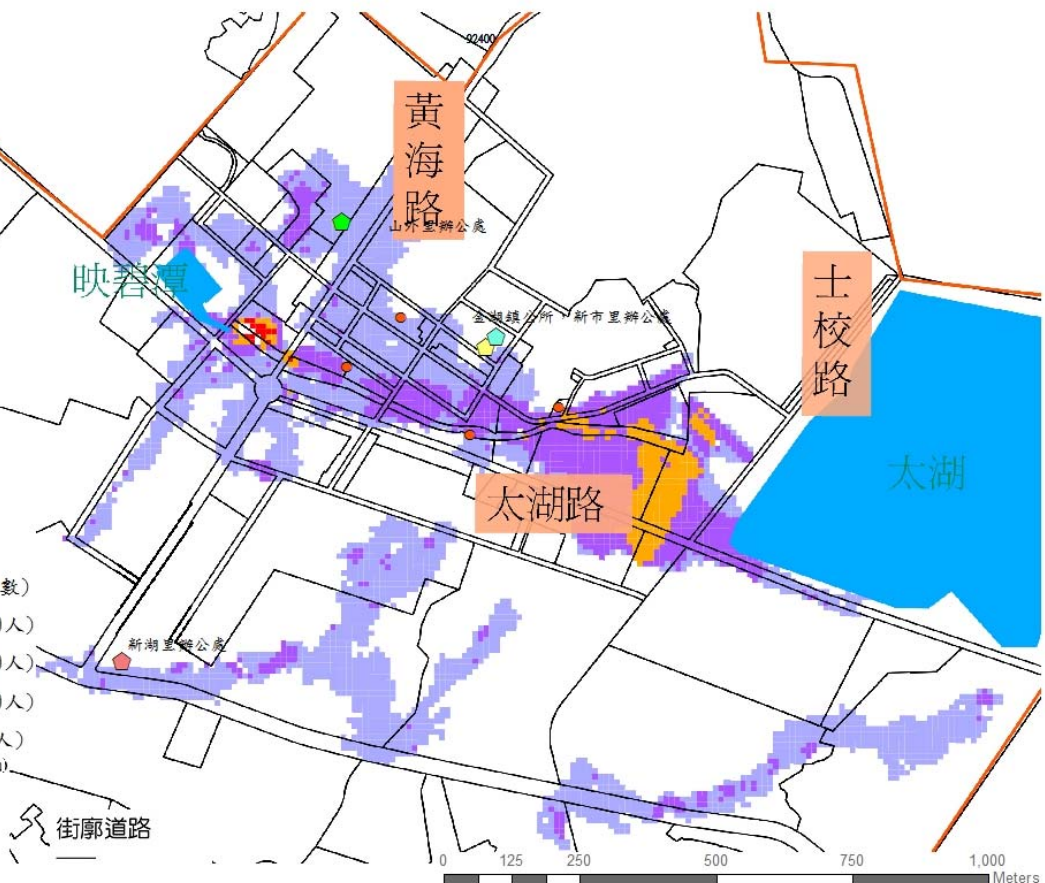 92400
黃海路
山外里辦公處
映碧潭
士校路
金湖鎮公所、新市里辦公處
太湖
太湖路
數)
人)
新湖里辦公處
人)
人)
人)
街廓道路
0 125 250 500 750 1,000
Meters